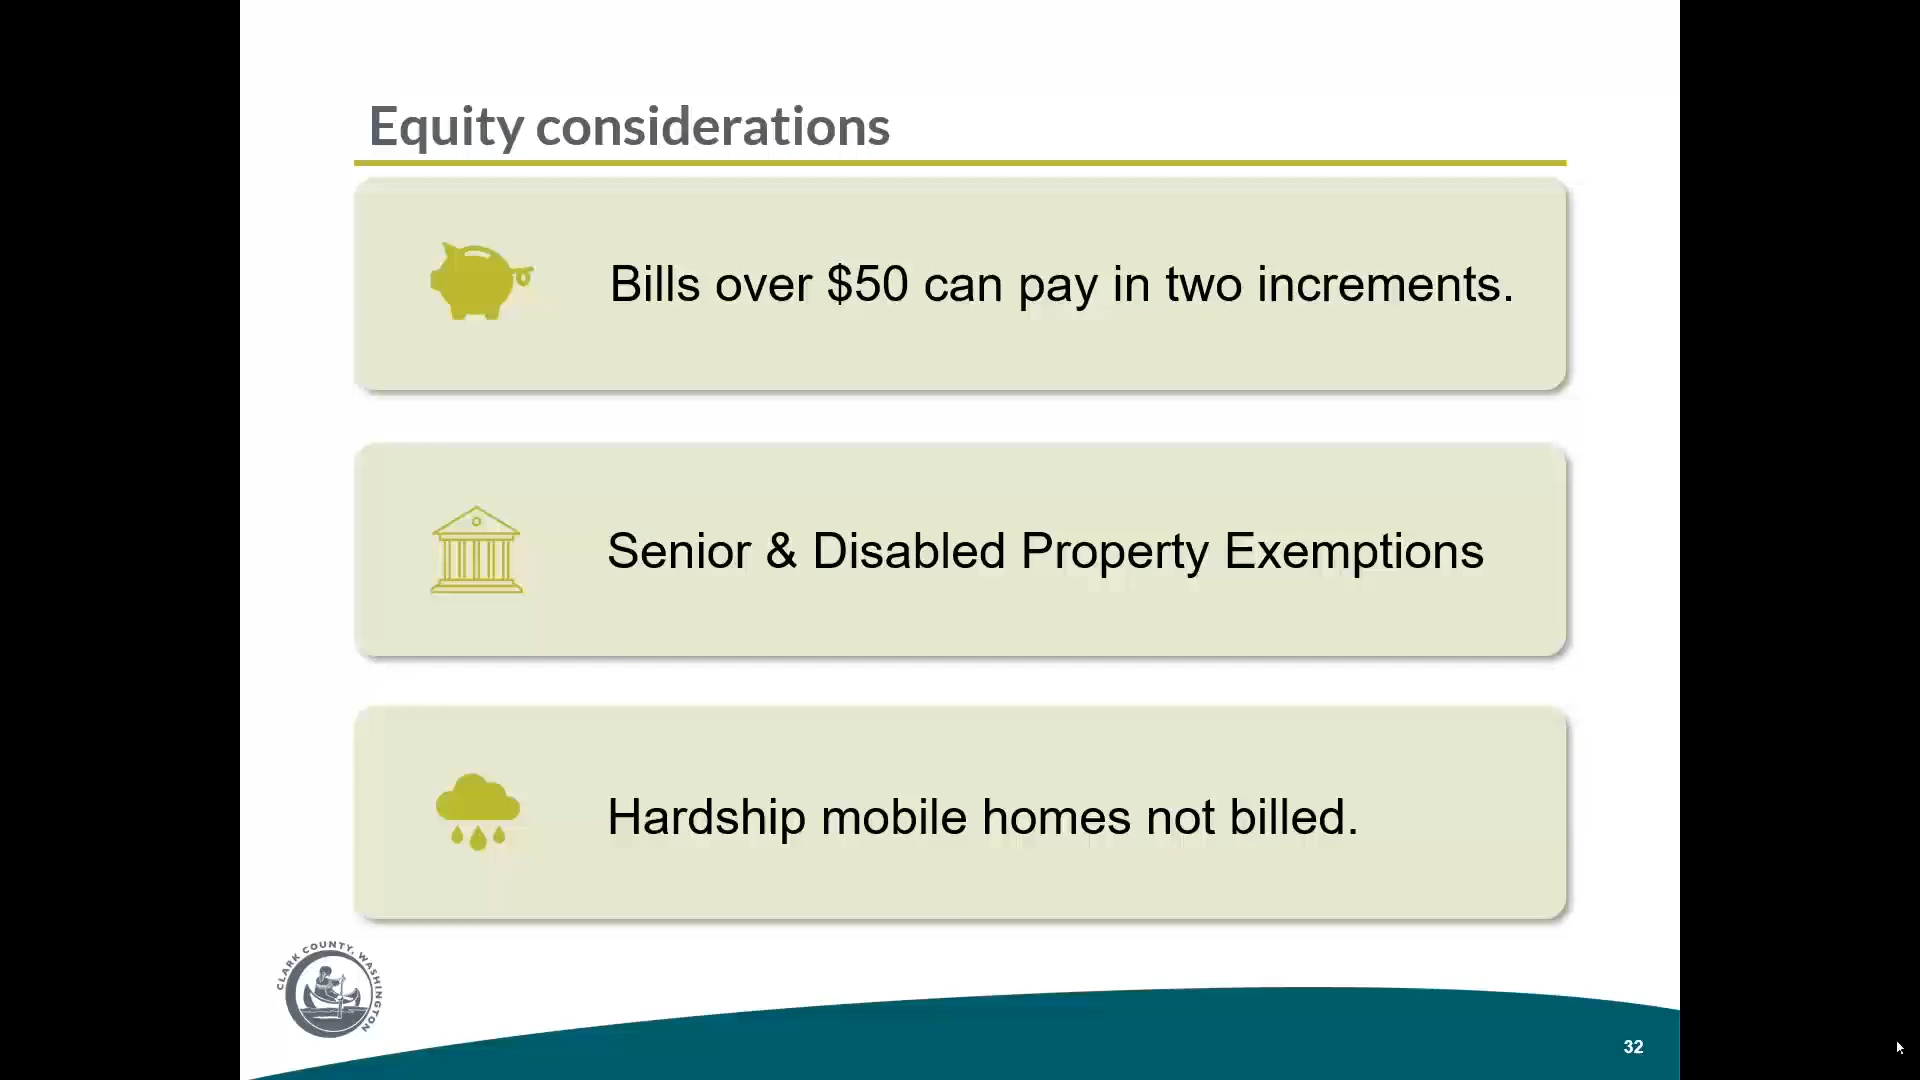 Equity considerations
Bills over $50 can pay in two increments.
Senior & Disabled Property Exemptions
Hardship mobile homes not billed.
CLARK COUNTY, WASHINGTON
32